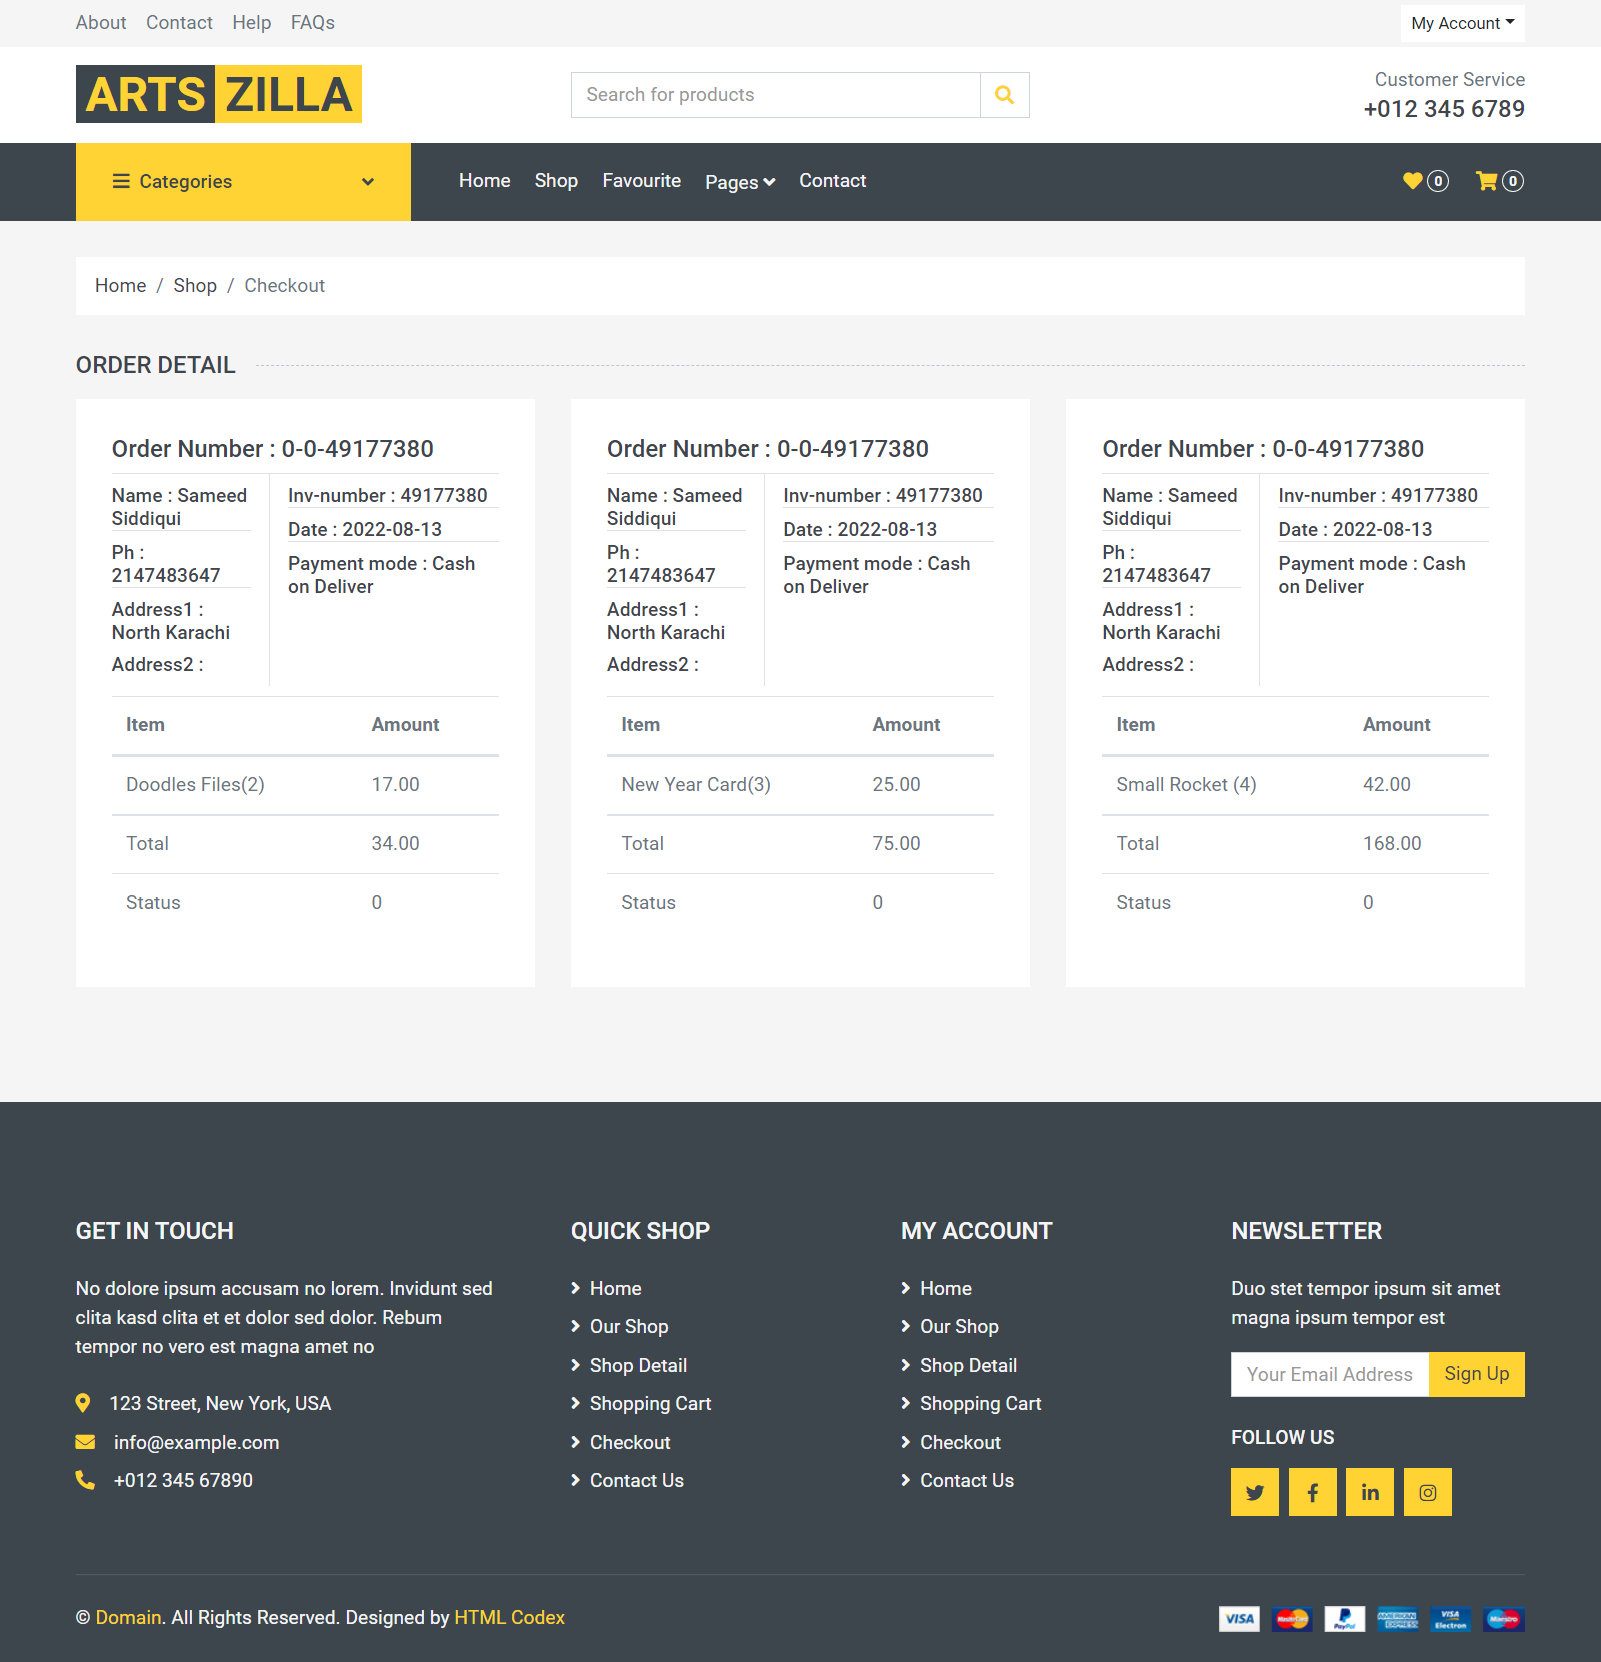 About Contact Help FAQs
My Account
ARTS ZILLA
Search for products
Customer Service
+012 345 6789
Categories
Home Shop Favourite Pages Contact
0 0
Home / Shop / Checkout
ORDER DETAIL
Order Number : 0-0-49177380
Name : Sameed
Siddiqui
Ph :
2147483647
Address1 :
North Karachi
Address2 :
Inv-number : 49177380
Date : 2022-08-13
Payment mode : Cash
on Deliver
Item Amount
Doodles Files(2) 17.00
Total 34.00
Status 0
Order Number : 0-0-49177380
Name : Sameed
Siddiqui
Ph :
2147483647
Address1 :
North Karachi
Address2 :
Inv-number : 49177380
Date : 2022-08-13
Payment mode : Cash
on Deliver
Item Amount
New Year Card(3) 25.00
Total 75.00
Status 0
Order Number : 0-0-49177380
Name : Sameed
Siddiqui
Ph :
2147483647
Address1 :
North Karachi
Address2 :
Inv-number : 49177380
Date : 2022-08-13
Payment mode : Cash
on Deliver
Item Amount
Small Rocket (4) 42.00
Total 168.00
Status 0
GET IN TOUCH
No dolore ipsum accusam no lorem. Invidunt sed
clita kasd clita et et dolor sed dolor. Rebum
tempor no vero est magna amet no
123 Street, New York, USA
info@example.com
+012 345 67890
QUICK SHOP
Home
Our Shop
Shop Detail
Shopping Cart
Checkout
Contact Us
MY ACCOUNT
Home
Our Shop
Shop Detail
Shopping Cart
Checkout
Contact Us
NEWSLETTER
Duo stet tempor ipsum sit amet
magna ipsum tempor est
Your Email Address Sign Up
FOLLOW US
© Domain. All Rights Reserved. Designed by HTML Codex
VISA
MasterCard
PayPal
AMERICAN EXPRESS
VISA Electron
Maestro